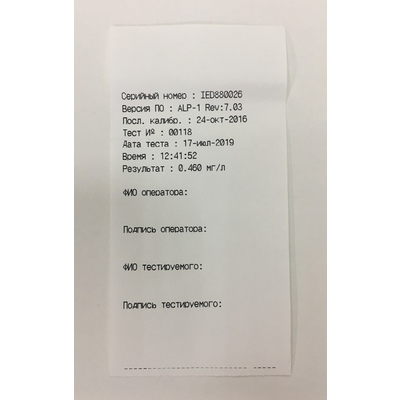 Серийный номер : IED880026
Версия ПО : ALP-1 Rev:7.03
Посл. калибр. : 24-окт-2016
Тест № : 00118
Дата теста : 17-июл-2019
Время : 12:41:52
Результат : 0.460 мг/л
ФИО оператора:
Подпись оператора:
ФИО тестируемого:
Подпись тестируемого: